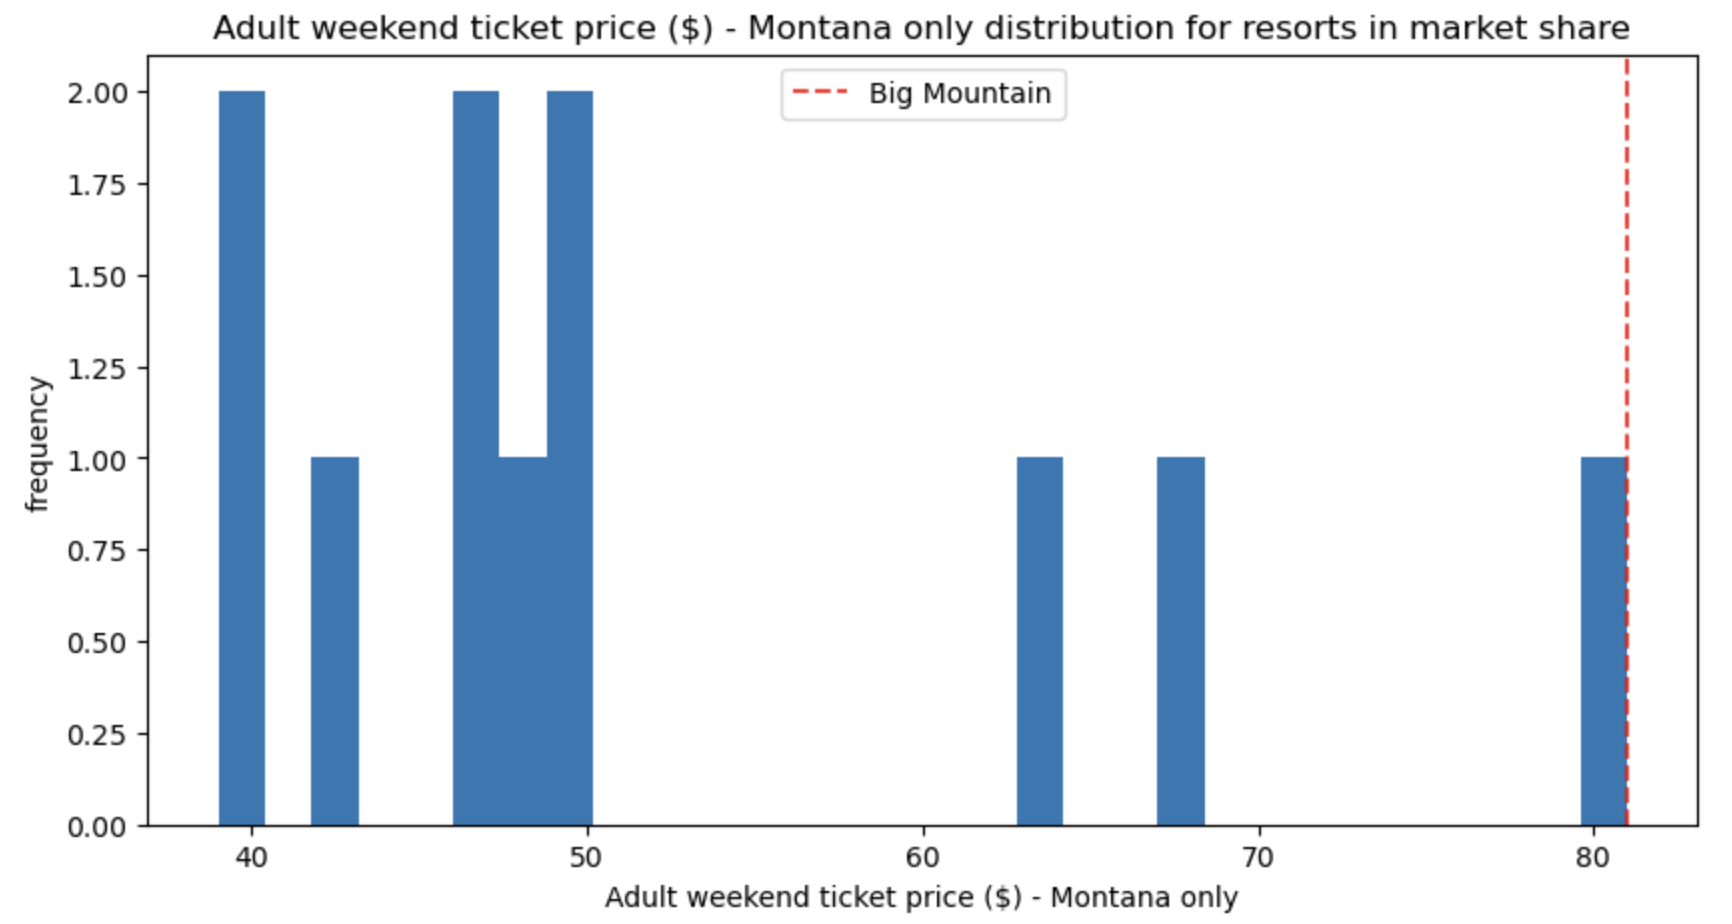 Adult weekend ticket price ($) - Montana only distribution for resorts in market share
Big Mountain
2.00
1.75
1.50
1.25
1.00
0.75
0.50
0.25
0.00
frequency
40 50 60 70 80
Adult weekend ticket price ($) - Montana only